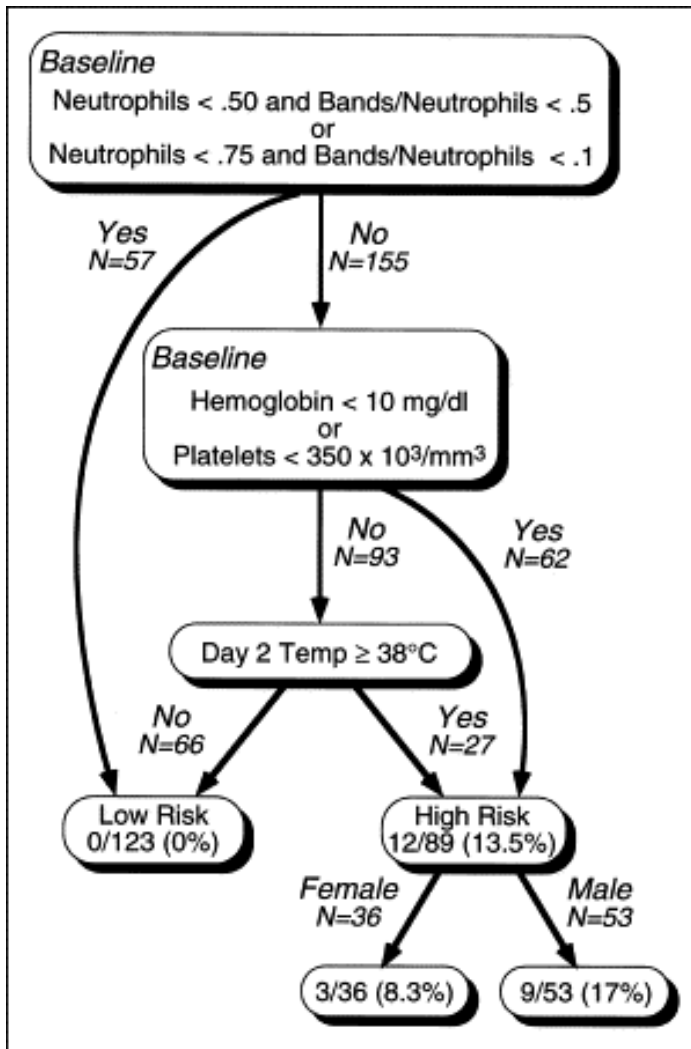 Baseline
Neutrophils < .50 and Bands/Neutrophils < .5
or
Neutrophils < .75 and Bands/Neutrophils < .1
Yes
N=57
No
N=155
Baseline
Hemoglobin < 10 mg/dl
or
Platelets < 350 x 10³/mm³
No
N=93
Yes
N=62
Day 2 Temp ≥ 38°C
No
N=66
Yes
N=27
Low Risk
0/123 (0%)
High Risk
12/89 (13.5%)
Female
N=36
Male
N=53
3/36 (8.3%)
9/53 (17%)